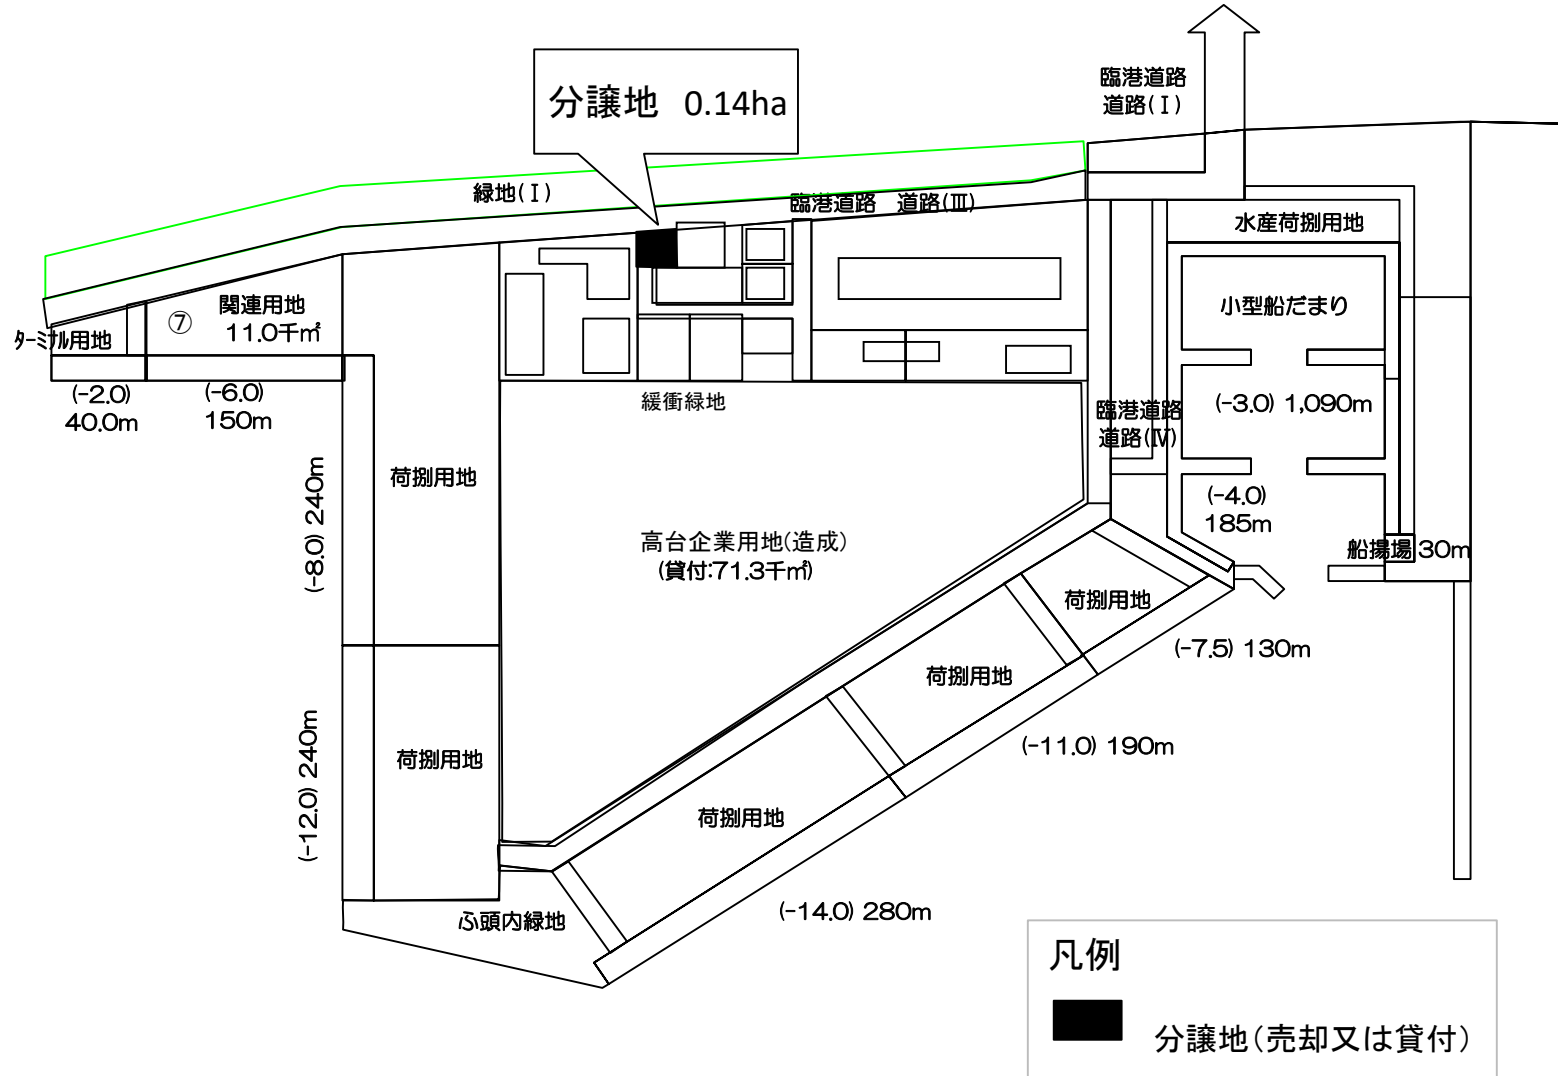 臨港道路
道路(Ⅰ)
分譲地 0.14ha
緑地(Ⅰ)
臨港道路 道路(Ⅲ)
水産荷捌用地
関連用地
⑦
11.0千㎡
ターミナル用地
小型船だまり
(-2.0)
40.0m
(-6.0)
150m
緩衝緑地
臨港道路
道路(Ⅳ)
(-3.0) 1,090m
荷捌用地
(-8.0) 240m
(-4.0)
185m
高台企業用地(造成)
(貸付:71.3千㎡)
船揚場 30m
荷捌用地
(-7.5) 130m
荷捌用地
(-11.0) 190m
荷捌用地
(-12.0) 240m
荷捌用地
(-14.0) 280m
ふ頭内緑地
凡例
分譲地(売却又は貸付)